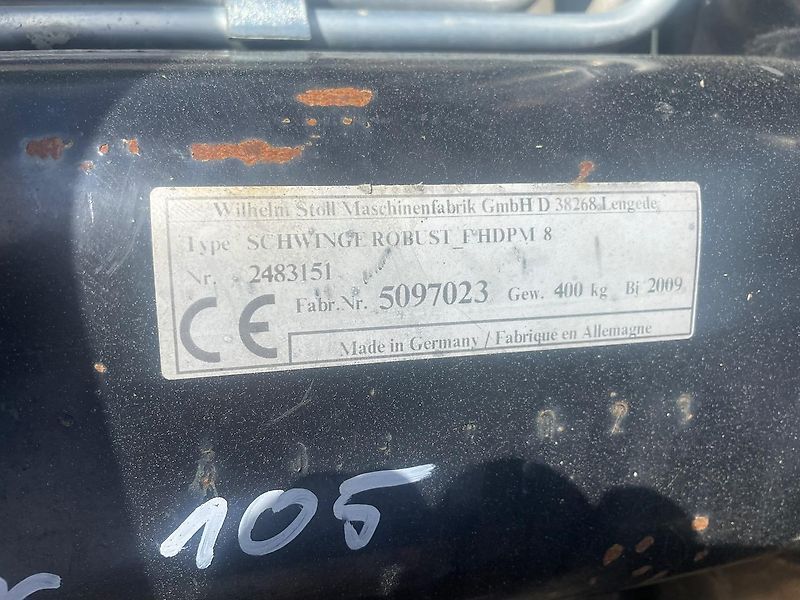 Wilhelm Stoll Maschinenfabrik GmbH D 38268 Lengede
Type SCHWINGE ROBUST_F HDPM 8
Nr. 2483151
Fabr.Nr. 5097023 Gew. 400 kg Bj 2009
CE
Made in Germany / Fabrique en Allemagne
105